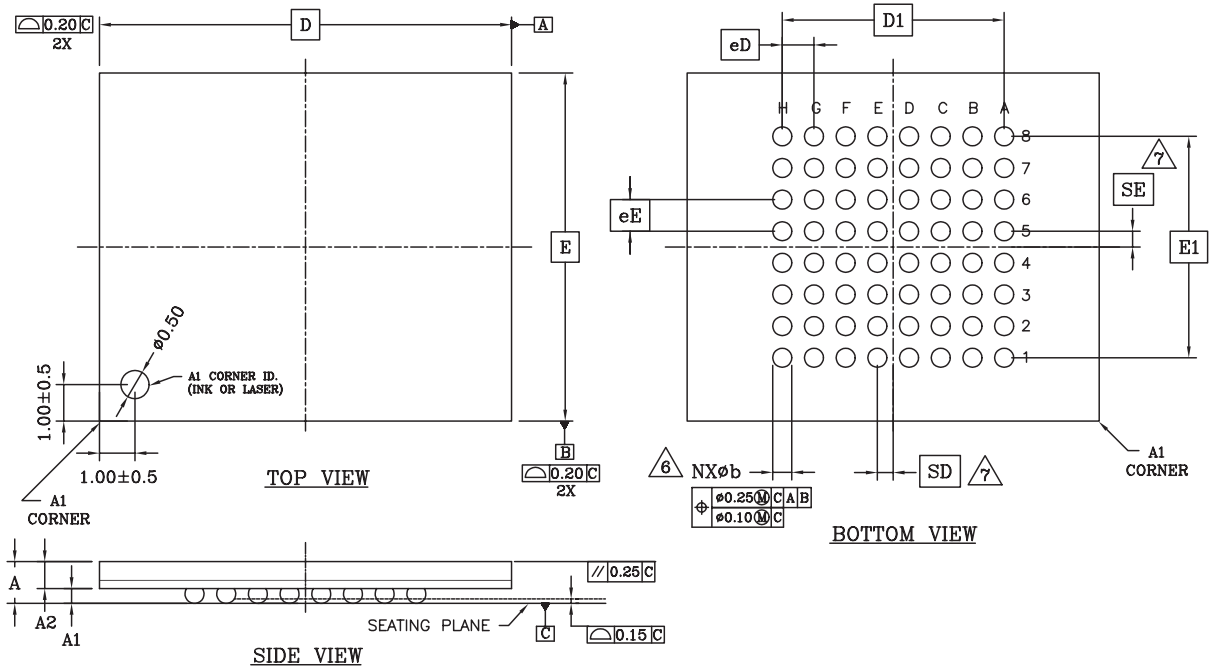 ⌓ 0.20 C
2X
D
A
E
ø0.50
A1 CORNER ID.
(INK OR LASER)
1.00±0.5
1.00±0.5
A1
CORNER
TOP VIEW
B
⌓ 0.20 C
2X
D1
eD
H G F E D C B A
8
7
6
5
4
3
2
1
7
SE
eE
E1
6 NXøb
⌖ ø0.25Ⓜ C A B
ø0.10Ⓜ C
SD 7
A1
CORNER
BOTTOM VIEW
A
A2
A1
// 0.25 C
SEATING PLANE
C
⌓ 0.15 C
SIDE VIEW